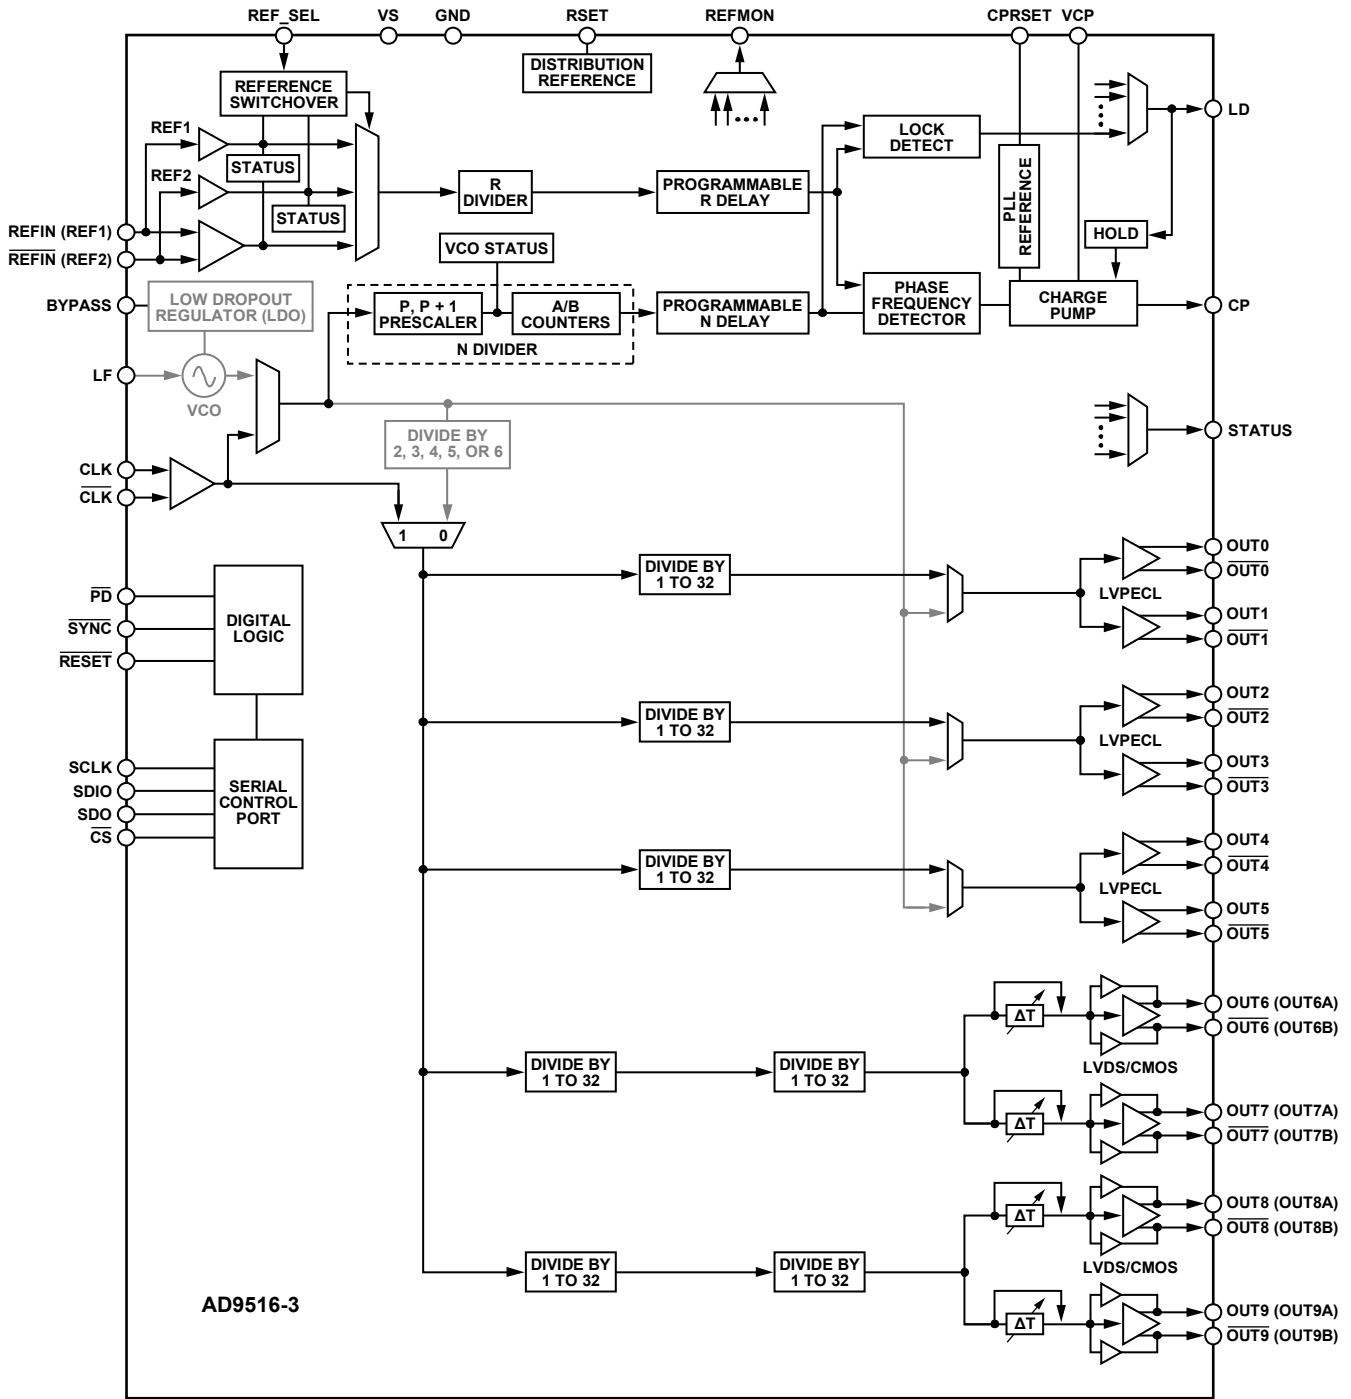 REF_SEL
VS
GND
RSET
REFMON
CPRSET
VCP
DISTRIBUTION
REFERENCE
REFERENCE
SWITCHOVER
REF1
STATUS
REF2
STATUS
REFIN (REF1)
REFIN (REF2)
R
DIVIDER
PROGRAMMABLE
R DELAY
LOCK
DETECT
LD
PLL
REFERENCE
HOLD
VCO STATUS
BYPASS
LOW DROPOUT
REGULATOR (LDO)
P, P + 1
PRESCALER
A/B
COUNTERS
N DIVIDER
PROGRAMMABLE
N DELAY
PHASE
FREQUENCY
DETECTOR
CHARGE
PUMP
CP
LF
VCO
DIVIDE BY
2, 3, 4, 5, OR 6
STATUS
CLK
CLK
1 0
DIVIDE BY
1 TO 32
LVPECL
OUT0
OUT0
OUT1
OUT1
PD
SYNC
RESET
DIGITAL
LOGIC
DIVIDE BY
1 TO 32
LVPECL
OUT2
OUT2
OUT3
OUT3
SCLK
SDIO
SDO
CS
SERIAL
CONTROL
PORT
DIVIDE BY
1 TO 32
LVPECL
OUT4
OUT4
OUT5
OUT5
DIVIDE BY
1 TO 32
DIVIDE BY
1 TO 32
ΔT
ΔT
LVDS/CMOS
OUT6 (OUT6A)
OUT6 (OUT6B)
OUT7 (OUT7A)
OUT7 (OUT7B)
DIVIDE BY
1 TO 32
DIVIDE BY
1 TO 32
ΔT
ΔT
LVDS/CMOS
OUT8 (OUT8A)
OUT8 (OUT8B)
OUT9 (OUT9A)
OUT9 (OUT9B)
AD9516-3